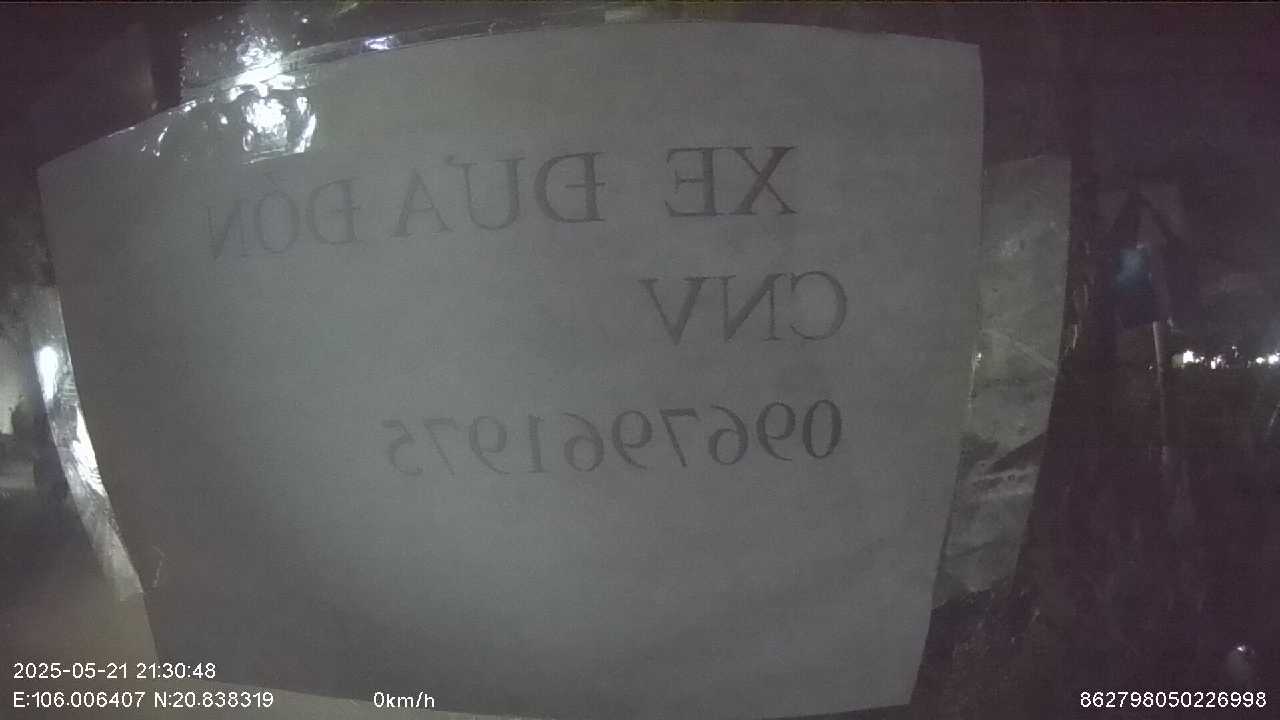 XE ĐƯA ĐÓN
CNV
0967961975
2025-05-21 21:30:48
E:106.006407 N:20.838319 0km/h
862798050226998